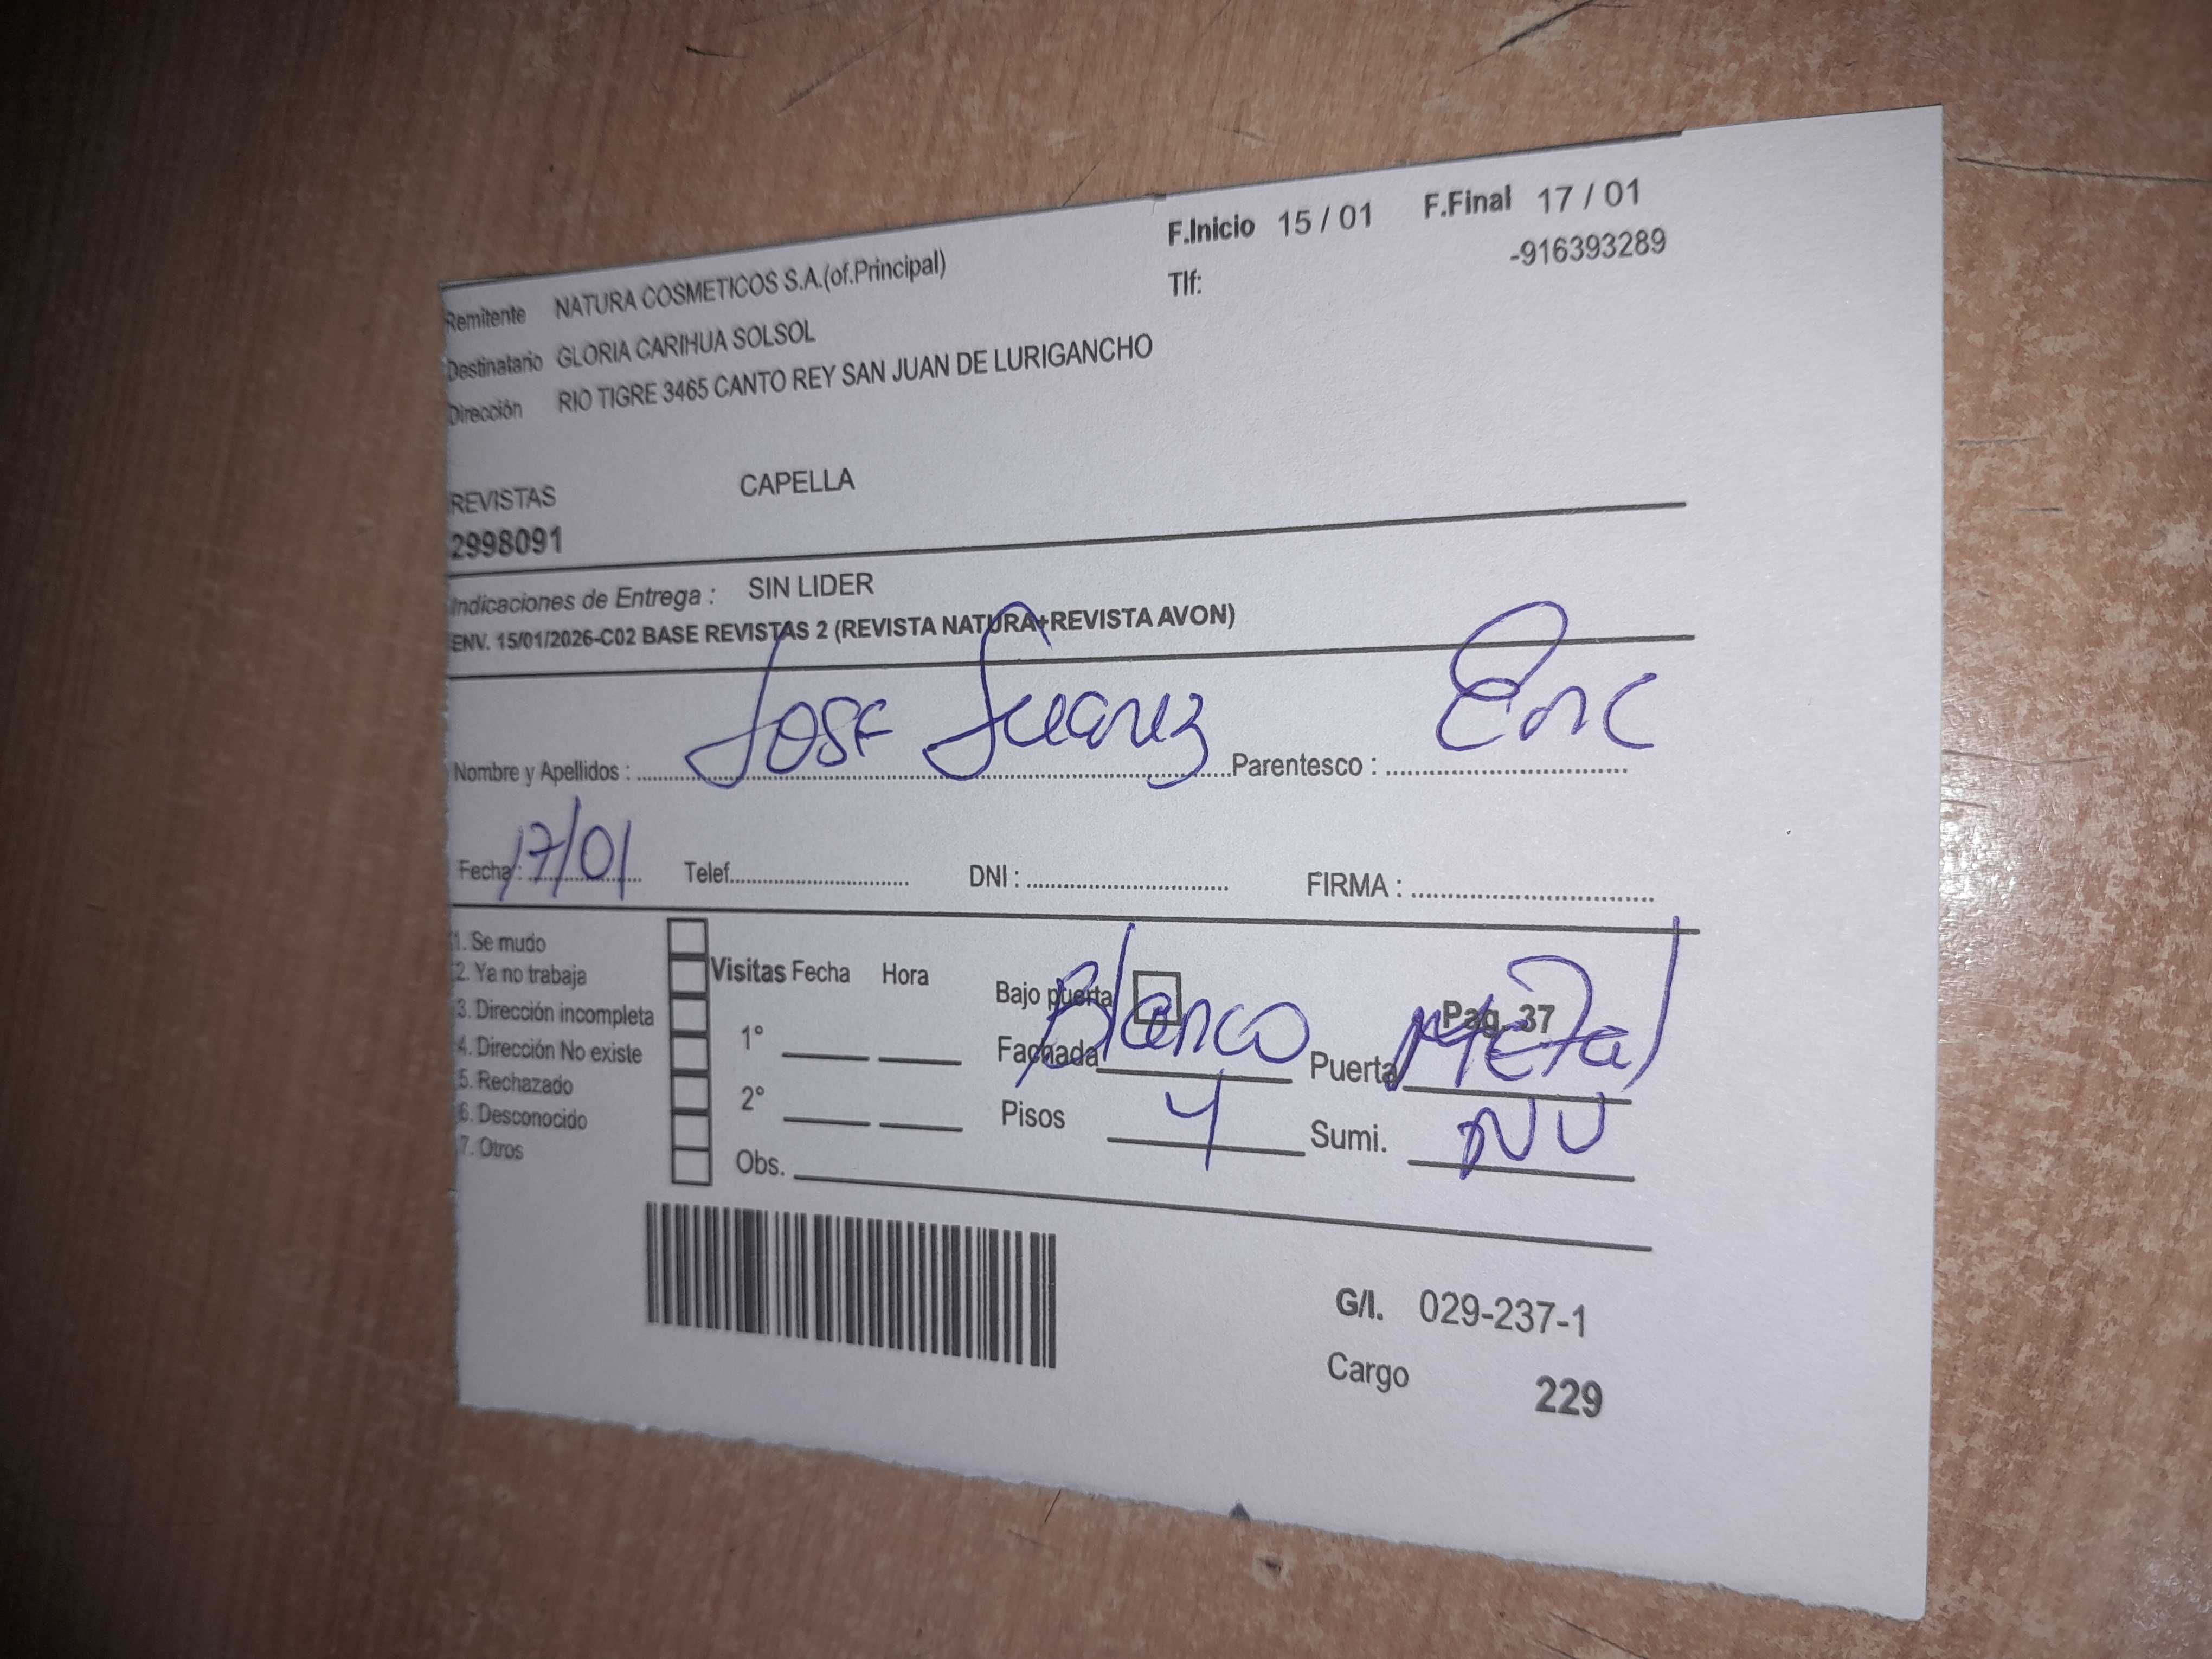 F.Inicio 15 / 01 F.Final 17 / 01
Remitente NATURA COSMETICOS S.A.(of.Principal) Tlf: -916393289
Destinatario GLORIA CARIHUA SOLSOL
Dirección RIO TIGRE 3465 CANTO REY SAN JUAN DE LURIGANCHO
REVISTAS CAPELLA
2998091
Indicaciones de Entrega : SIN LIDER
ENV. 15/01/2026-C02 BASE REVISTAS 2 (REVISTA NATURA+REVISTA AVON)
Nombre y Apellidos : Jose Suarez Parentesco : Enc
Fecha : 17/01 Telef. DNI : FIRMA :
1. Se mudo
2. Ya no trabaja
3. Dirección incompleta
4. Dirección No existe
5. Rechazado
6. Desconocido
7. Otros
Visitas Fecha Hora
1°
2°
Obs.
Bajo puerta Pag. 37
Fachada Blanco Puerta Metal
Pisos 4 Sumi. NU
G/I. 029-237-1
Cargo 229